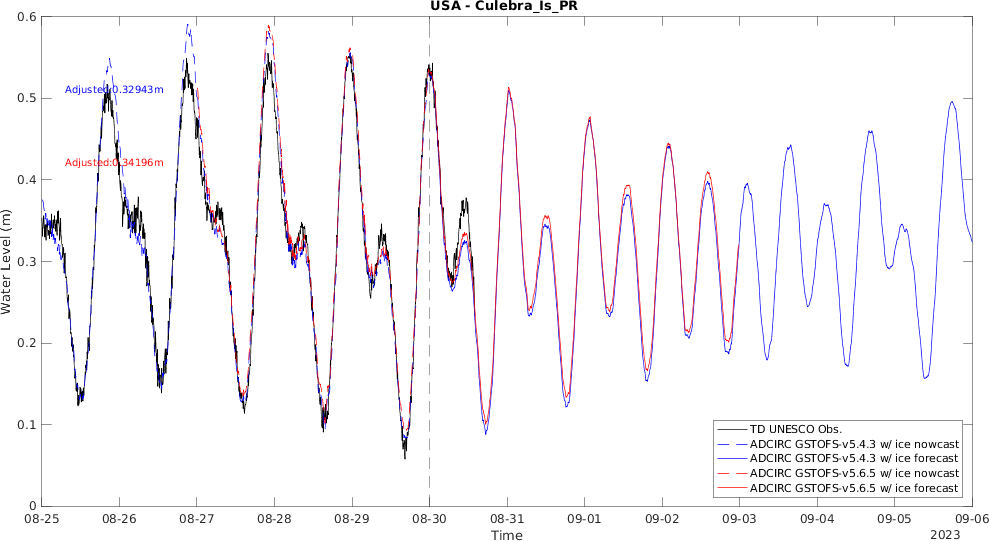 USA - Culebra_Is_PR
0.6
0.5
0.4
0.3
0.2
0.1
0
Water Level (m)
Adjusted:0.32943m
Adjusted:0.34196m
TD UNESCO Obs.
ADCIRC GSTOFS-v5.4.3 w/ ice nowcast
ADCIRC GSTOFS-v5.4.3 w/ ice forecast
ADCIRC GSTOFS-v5.6.5 w/ ice nowcast
ADCIRC GSTOFS-v5.6.5 w/ ice forecast
08-25 08-26 08-27 08-28 08-29 08-30 08-31 09-01 09-02 09-03 09-04 09-05 09-06
Time
2023